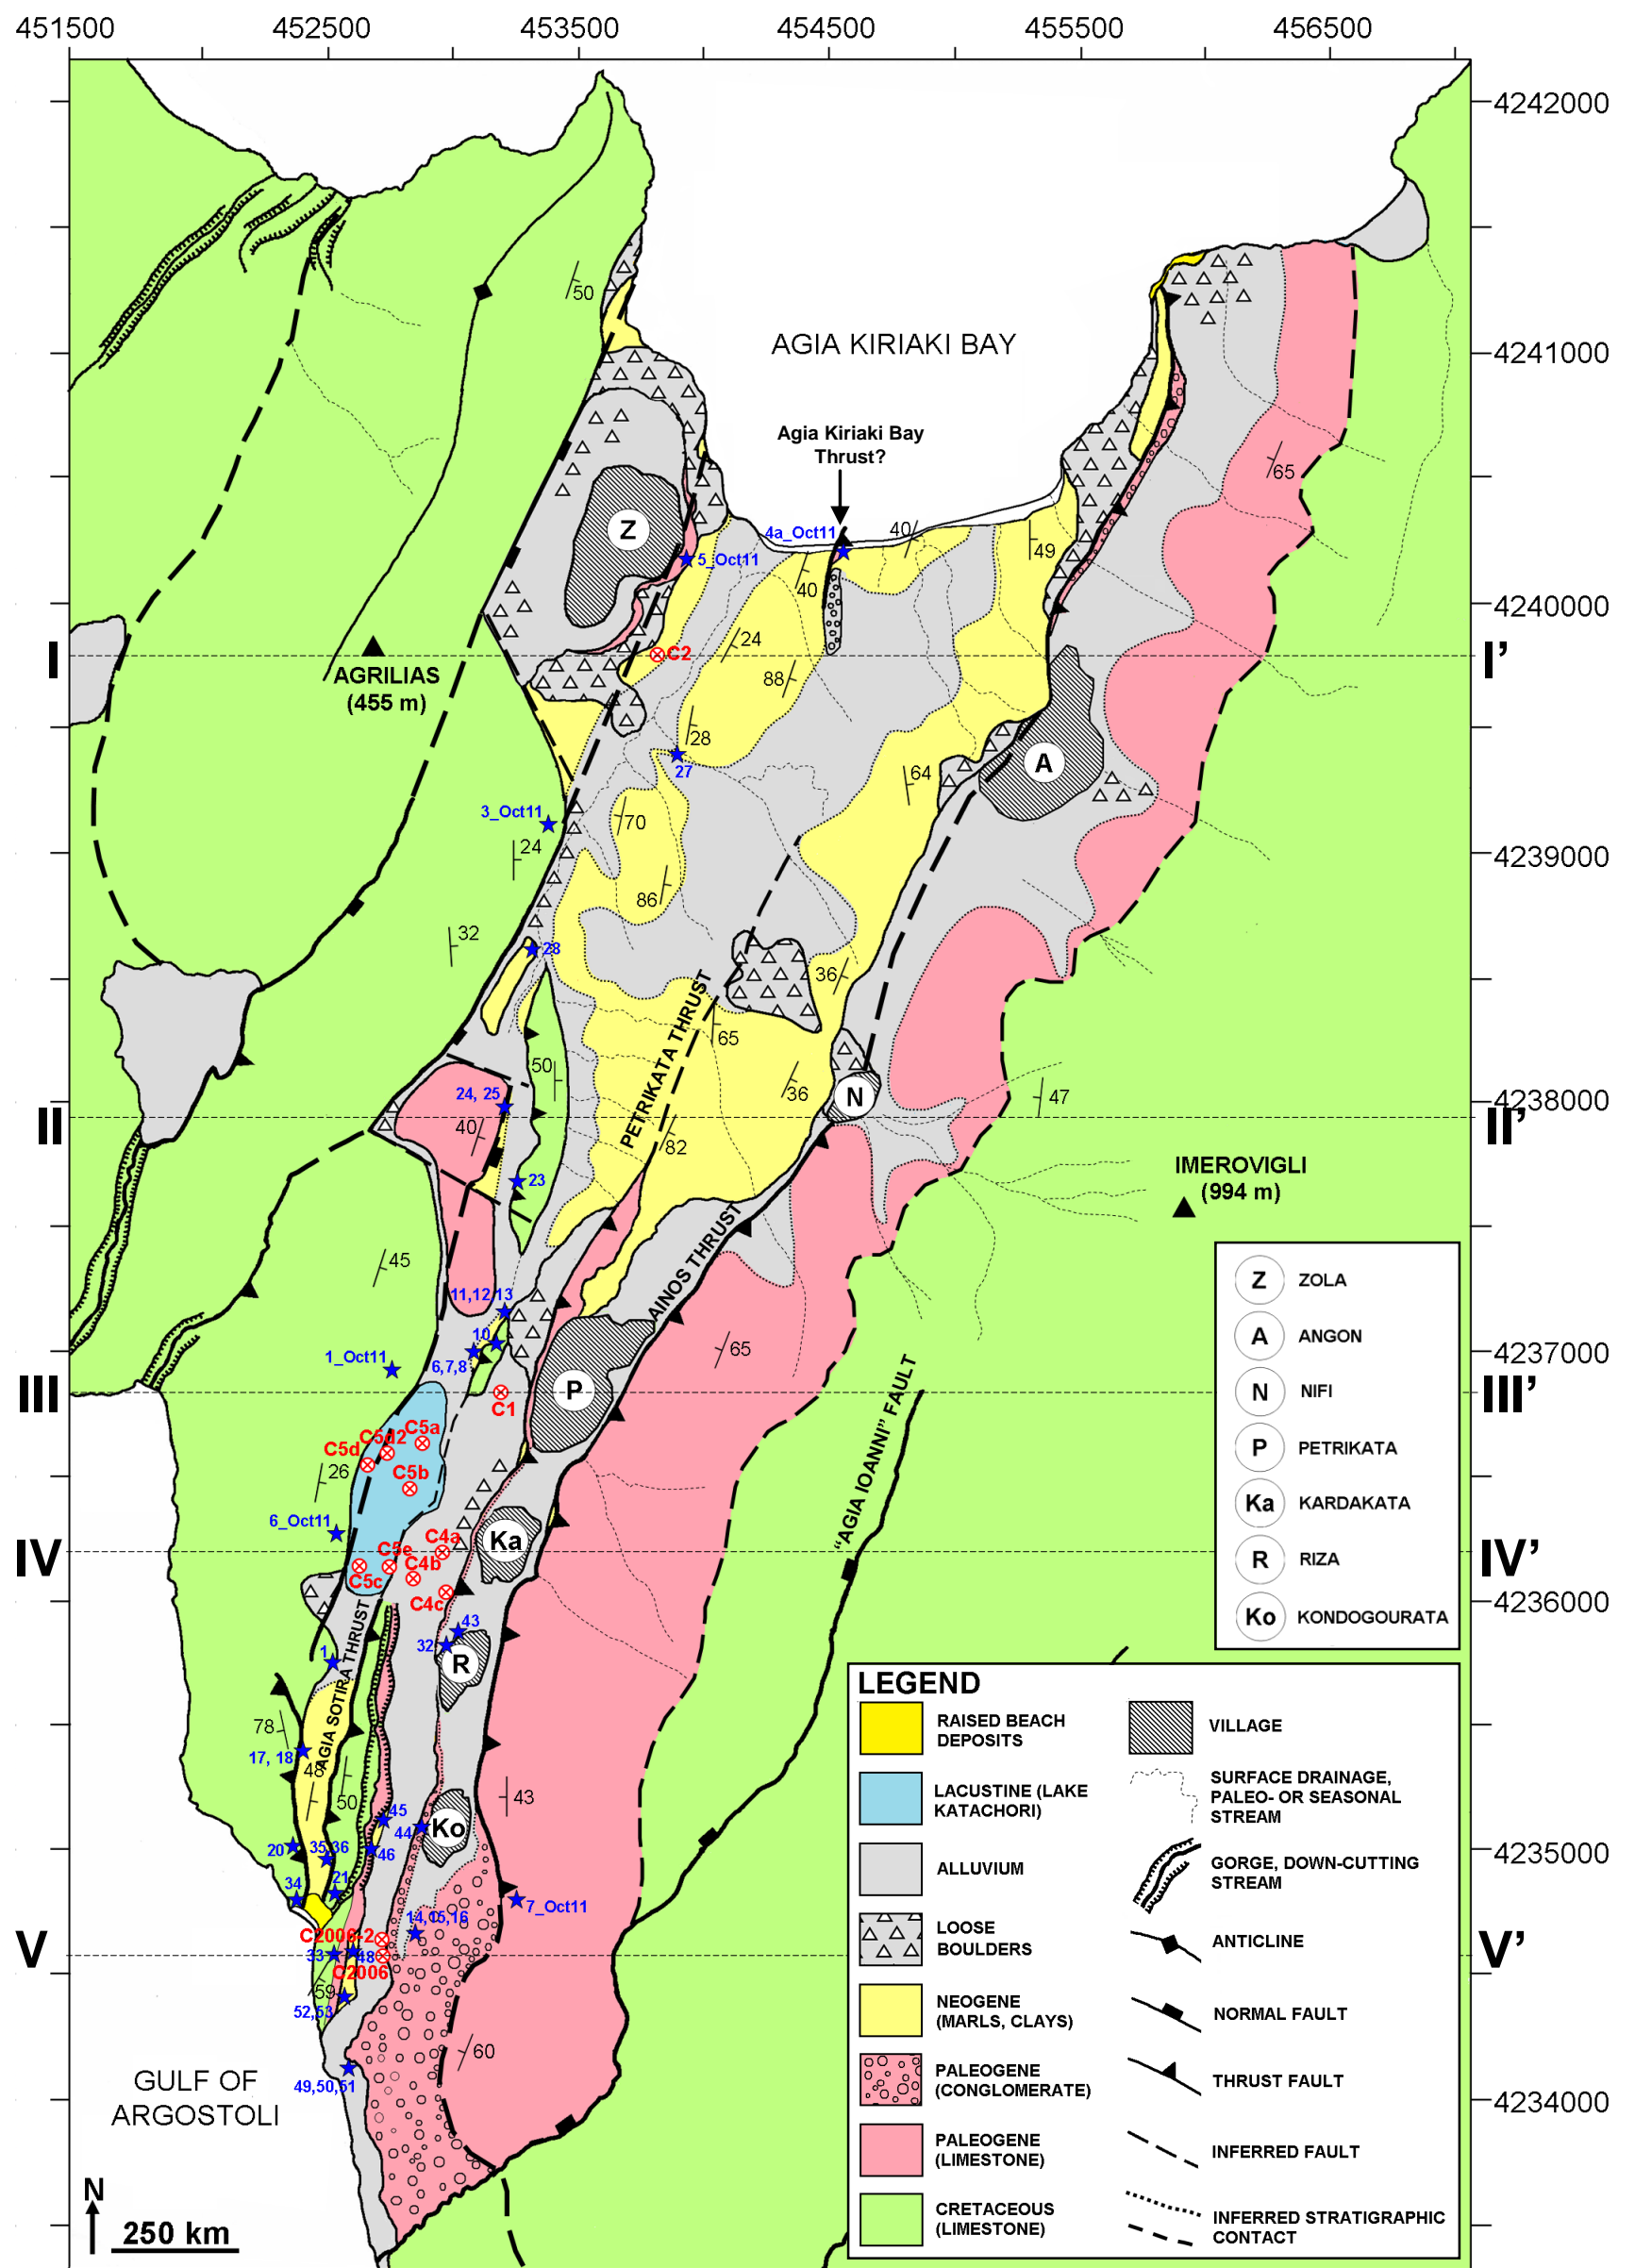 451500 452500 453500 454500 455500 456500
4242000
50
AGIA KIRIAKI BAY
4241000
Agia Kiriaki Bay
Thrust?
65
Z
4a_Oct11
40
49
5_Oct11
40
4240000
24
I
C2
I'
AGRILIAS
(455 m)
88
28
27
A
64
3_Oct11
70
24
4239000
86
32
28
36
PETRIKATA THRUST
65
50
24, 25
36
N
47
4238000
II
II'
40
82
23
IMEROVIGLI
(994 m)
AINOS THRUST
45
11,12,13
10
6,7,8
1_Oct11
65
4237000
III
P
III'
C1
"AGIA IOANNI" FAULT
C5a
C5d2
C5d
26
C5b
6_Oct11
Ka
C4a
IV
IV'
C5e
C4b
C5c
C4c
4236000
43
32
R
1
AGIA SOTIRA THRUST
78
17, 18
48
50
43
45
44
Ko
20
35,36
46
21
4235000
34
7_Oct11
14,15,16
C2006-2
V
33
48
V'
C2006
59
52,53
60
49,50,51
GULF OF
ARGOSTOLI
4234000
N
250 km
Z ZOLA
A ANGON
N NIFI
P PETRIKATA
Ka KARDAKATA
R RIZA
Ko KONDOGOURATA
LEGEND
RAISED BEACH
DEPOSITS
LACUSTINE (LAKE
KATACHORI)
ALLUVIUM
LOOSE
BOULDERS
NEOGENE
(MARLS, CLAYS)
PALEOGENE
(CONGLOMERATE)
PALEOGENE
(LIMESTONE)
CRETACEOUS
(LIMESTONE)
VILLAGE
SURFACE DRAINAGE,
PALEO- OR SEASONAL
STREAM
GORGE, DOWN-CUTTING
STREAM
ANTICLINE
NORMAL FAULT
THRUST FAULT
INFERRED FAULT
INFERRED STRATIGRAPHIC
CONTACT